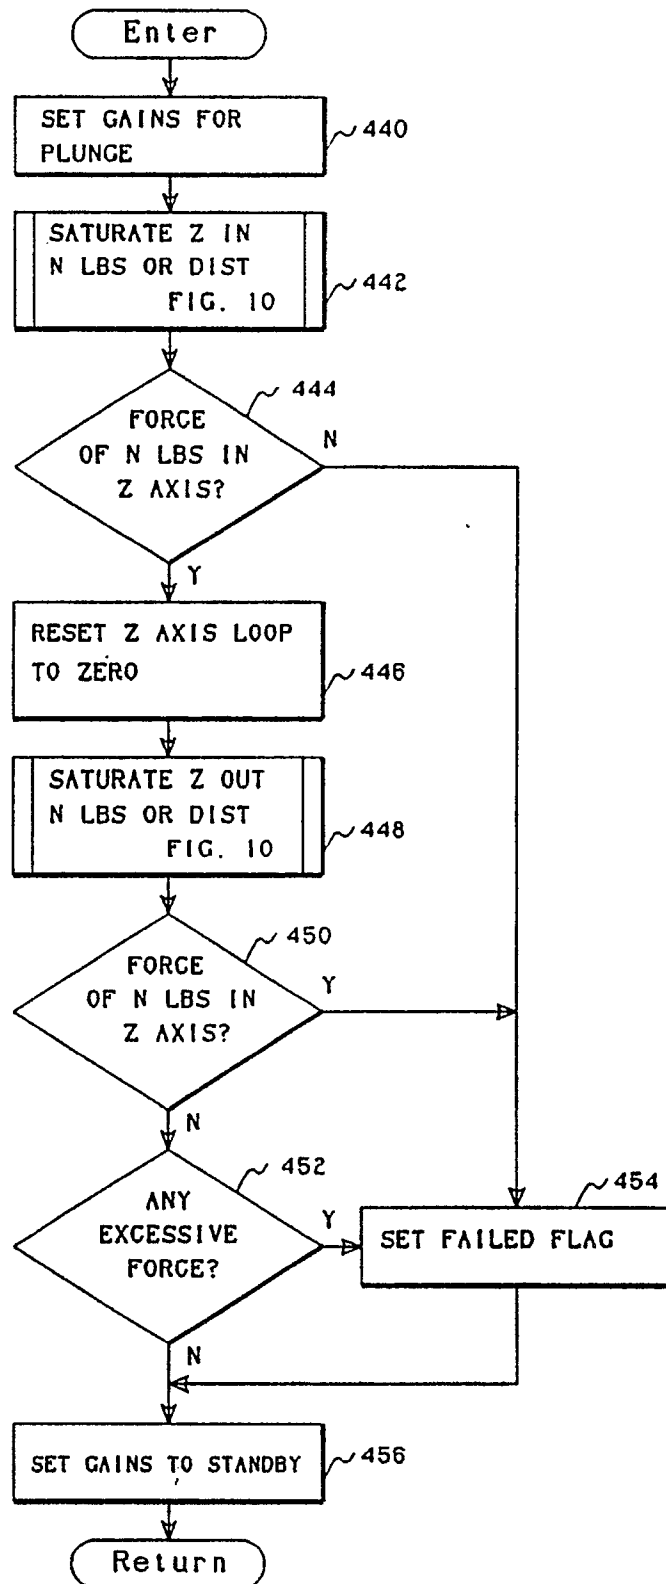 Enter
SET GAINS FOR
PLUNGE
440
SATURATE Z IN
N LBS OR DIST
FIG. 10
442
444
FORCE
OF N LBS IN
Z AXIS?
N
Y
RESET Z AXIS LOOP
TO ZERO
446
SATURATE Z OUT
N LBS OR DIST
FIG. 10
448
450
FORCE
OF N LBS IN
Z AXIS?
Y
N
452
ANY
EXCESSIVE
FORCE?
Y
454
SET FAILED FLAG
N
SET GAINS TO STANDBY
456
Return